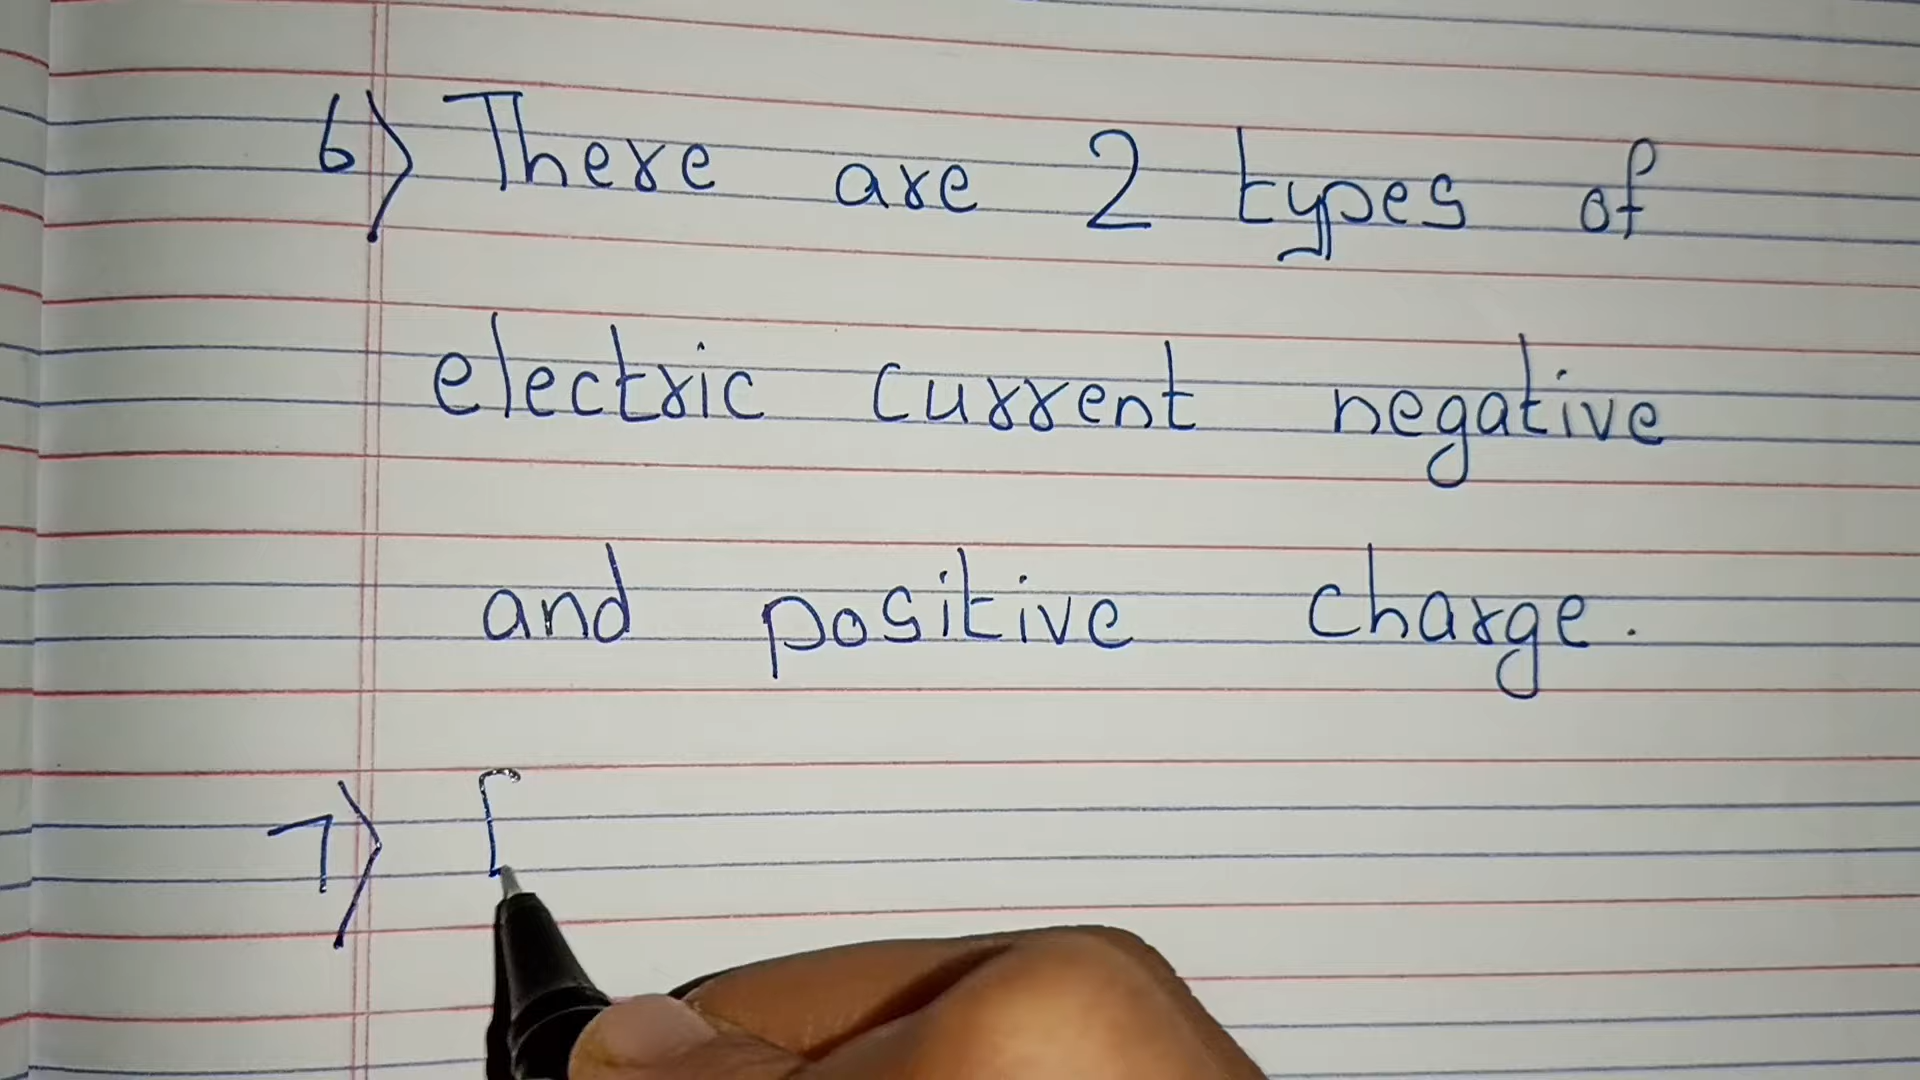 6) There are 2 types of
electric current negative
and positive charge.
7)